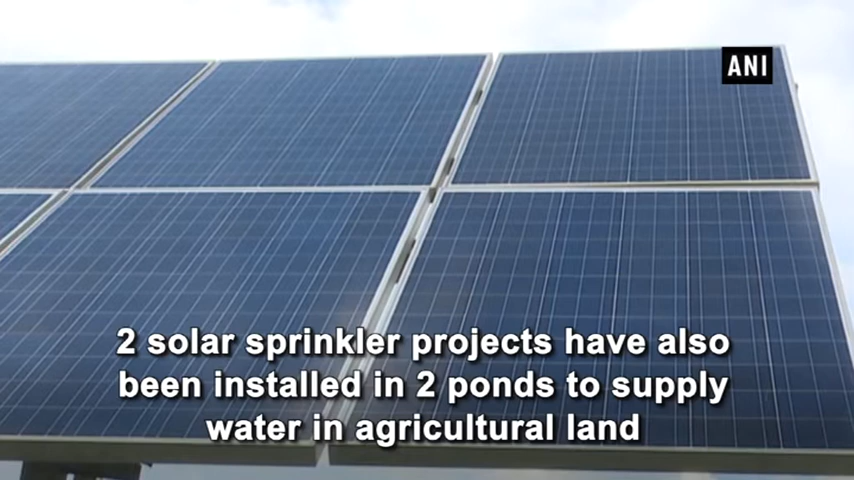 ANI
2 solar sprinkler projects have also
been installed in 2 ponds to supply
water in agricultural land